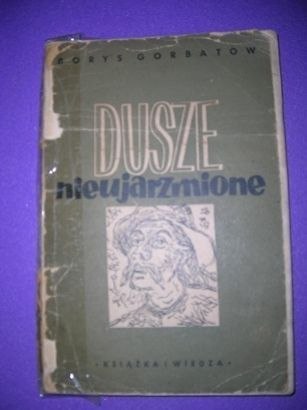 BORYS GORBATOW
DUSZE
nieujarzmione
• KSIĄŻKA I WIEDZA •